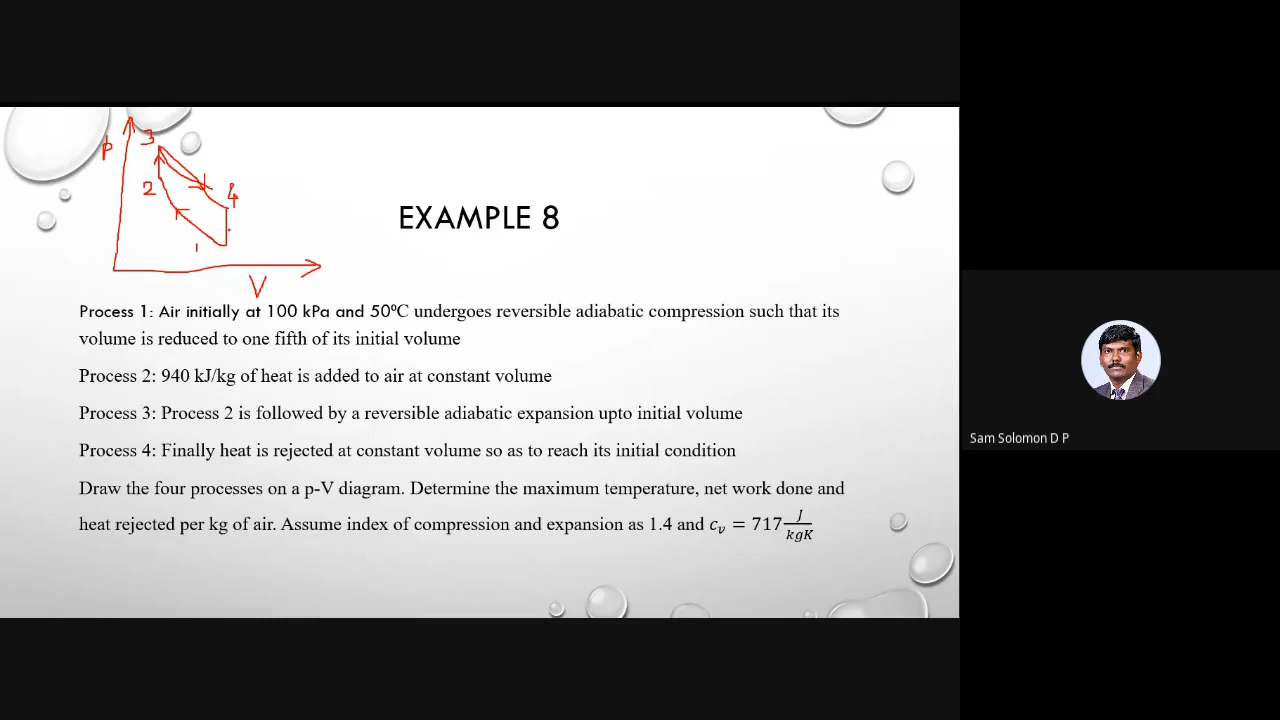 p
3
2
4
1
V
EXAMPLE 8
Process 1: Air initially at 100 kPa and 50⁰C undergoes reversible adiabatic compression such that its
volume is reduced to one fifth of its initial volume
Process 2: 940 kJ/kg of heat is added to air at constant volume
Process 3: Process 2 is followed by a reversible adiabatic expansion upto initial volume
Process 4: Finally heat is rejected at constant volume so as to reach its initial condition
Draw the four processes on a p-V diagram. Determine the maximum temperature, net work done and
heat rejected per kg of air. Assume index of compression and expansion as 1.4 and c_v = 717 J/kgK
Sam Solomon D P